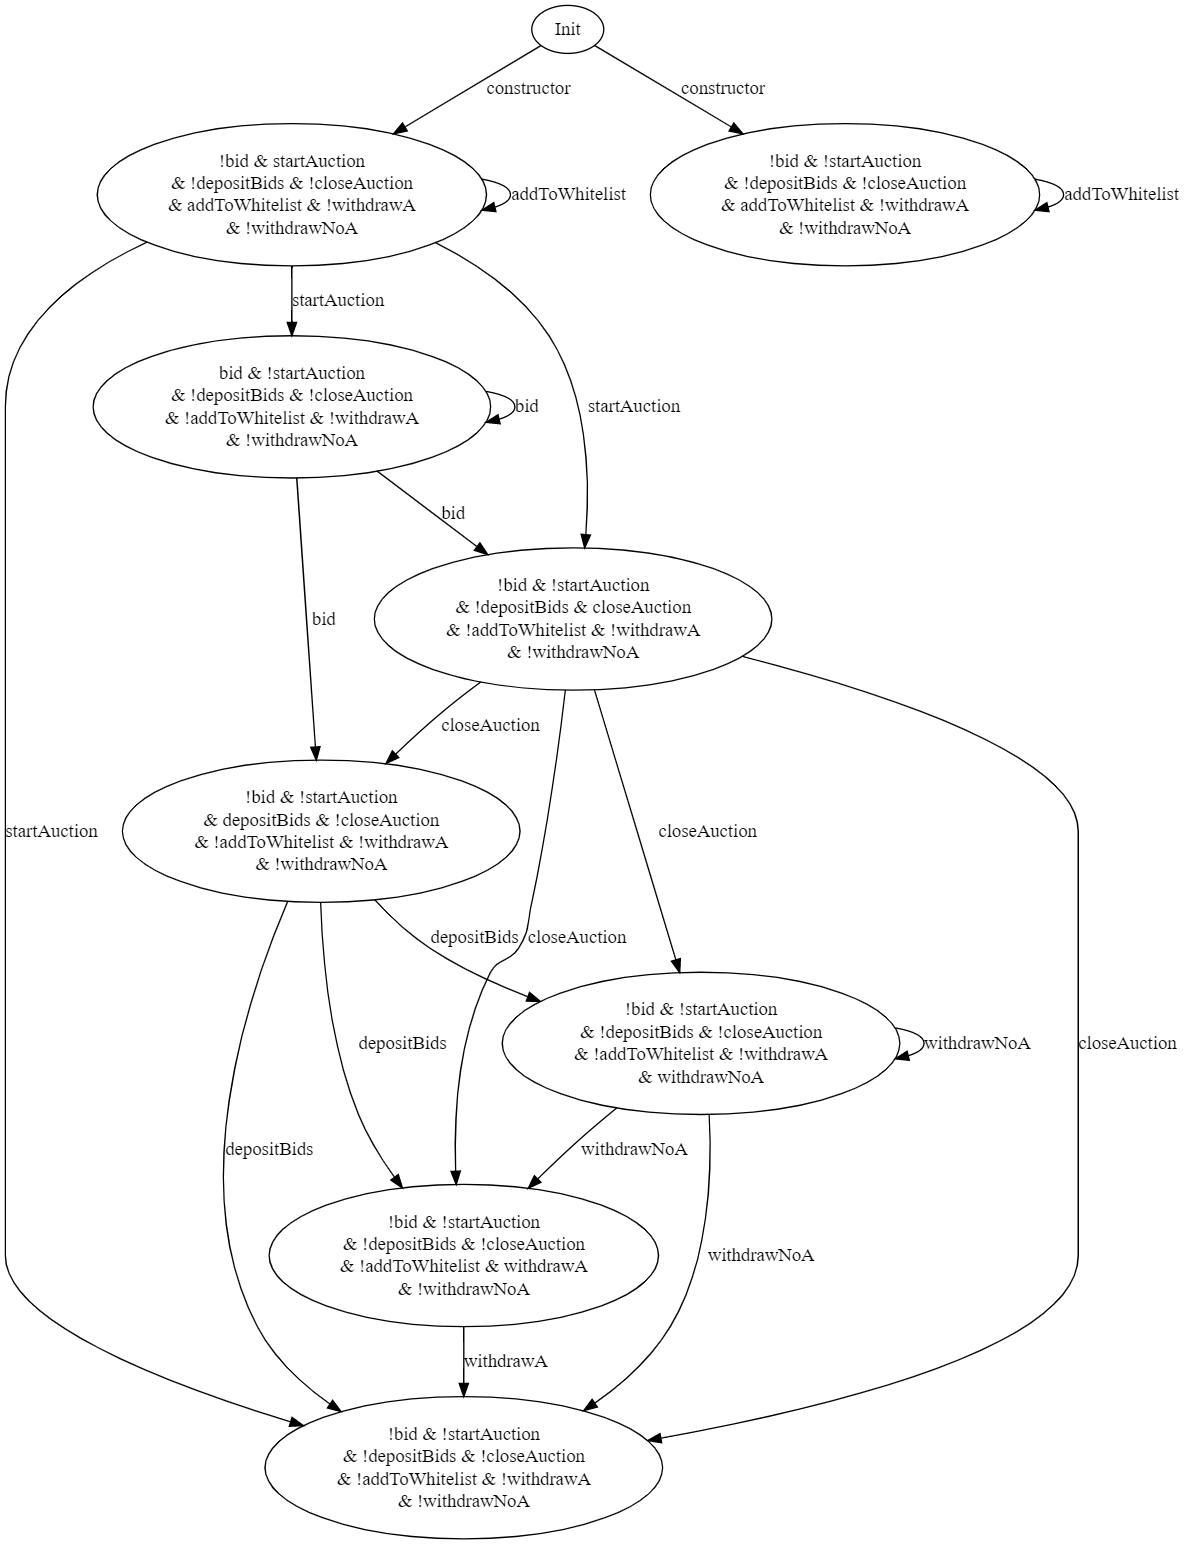 Init
constructor
constructor
!bid & startAuction
& !depositBids & !closeAuction
& addToWhitelist & !withdrawA
& !withdrawNoA
addToWhitelist
!bid & !startAuction
& !depositBids & !closeAuction
& addToWhitelist & !withdrawA
& !withdrawNoA
addToWhitelist
startAuction
bid & !startAuction
& !depositBids & !closeAuction
& !addToWhitelist & !withdrawA
& !withdrawNoA
bid
startAuction
bid
!bid & !startAuction
& !depositBids & closeAuction
& !addToWhitelist & !withdrawA
& !withdrawNoA
bid
closeAuction
!bid & !startAuction
& depositBids & !closeAuction
& !addToWhitelist & !withdrawA
& !withdrawNoA
startAuction
closeAuction
depositBids
closeAuction
!bid & !startAuction
& !depositBids & !closeAuction
& !addToWhitelist & !withdrawA
& withdrawNoA
depositBids
withdrawNoA
closeAuction
depositBids
withdrawNoA
!bid & !startAuction
& !depositBids & !closeAuction
& !addToWhitelist & withdrawA
& !withdrawNoA
withdrawNoA
withdrawA
!bid & !startAuction
& !depositBids & !closeAuction
& !addToWhitelist & !withdrawA
& !withdrawNoA